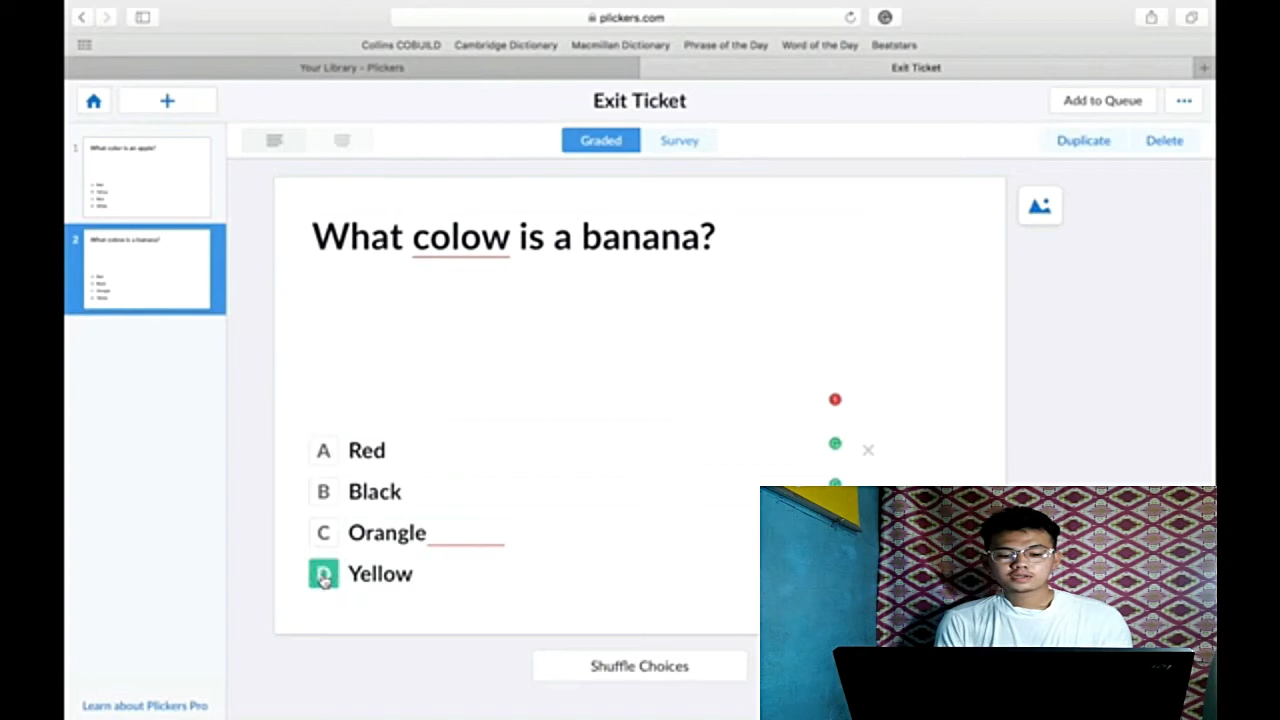 plickers.com
Collins COBUILD Cambridge Dictionary Macmillan Dictionary Phrase of the Day Word of the Day Beatstars
Your Library - Plickers Exit Ticket
Exit Ticket
Add to Queue
Graded Survey
Duplicate Delete
1 What color is an apple?
2 What colow is a banana?
What colow is a banana?
A Red
B Black
C Orangle
D Yellow
Shuffle Choices
Learn about Plickers Pro